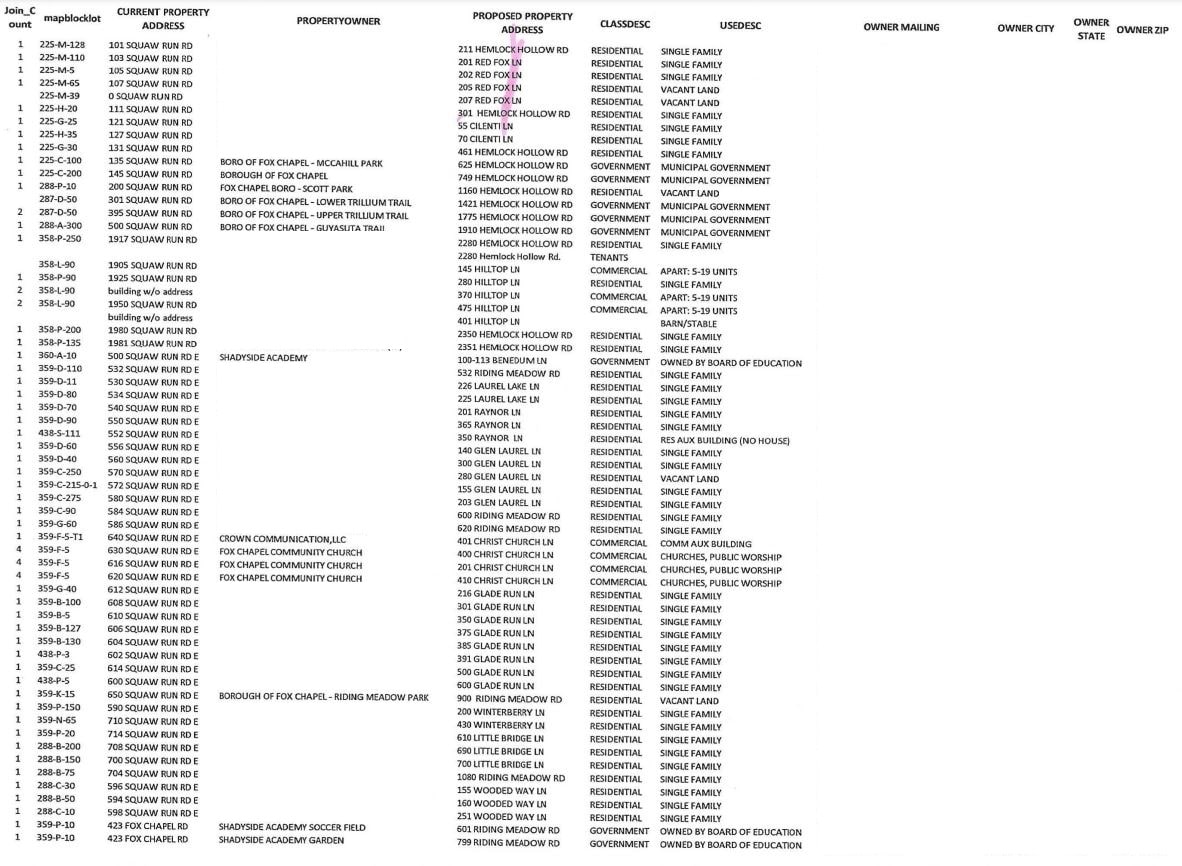 Join_C ount mapblocklot CURRENT PROPERTY ADDRESS PROPERTYOWNER PROPOSED PROPERTY ADDRESS CLASSDESC USEDESC OWNER MAILING OWNER CITY OWNER STATE OWNER ZIP
1 225-M-128 101 SQUAW RUN RD 211 HEMLOCK HOLLOW RD RESIDENTIAL SINGLE FAMILY
1 225-M-110 103 SQUAW RUN RD 201 RED FOX LN RESIDENTIAL SINGLE FAMILY
1 225-M-5 105 SQUAW RUN RD 202 RED FOX LN RESIDENTIAL SINGLE FAMILY
1 225-M-65 107 SQUAW RUN RD 205 RED FOX LN RESIDENTIAL VACANT LAND
225-M-39 0 SQUAW RUN RD 207 RED FOX LN RESIDENTIAL SINGLE FAMILY
1 225-H-20 111 SQUAW RUN RD 301 HEMLOCK HOLLOW RD RESIDENTIAL SINGLE FAMILY
1 225-G-25 121 SQUAW RUN RD 55 CILENTI LN RESIDENTIAL SINGLE FAMILY
1 225-H-35 127 SQUAW RUN RD 70 CILENTI LN RESIDENTIAL SINGLE FAMILY
1 225-G-30 131 SQUAW RUN RD 461 HEMLOCK HOLLOW RD RESIDENTIAL SINGLE FAMILY
1 225-C-100 135 SQUAW RUN RD BORO OF FOX CHAPEL - MCCAHILL PARK 625 HEMLOCK HOLLOW RD GOVERNMENT MUNICIPAL GOVERNMENT
1 225-C-200 145 SQUAW RUN RD BOROUGH OF FOX CHAPEL 749 HEMLOCK HOLLOW RD GOVERNMENT MUNICIPAL GOVERNMENT
1 288-P-10 200 SQUAW RUN RD FOX CHAPEL BORO - SCOTT PARK 1160 HEMLOCK HOLLOW RD RESIDENTIAL VACANT LAND
287-D-50 301 SQUAW RUN RD BORO OF FOX CHAPEL - LOWER TRILLIUM TRAIL 1421 HEMLOCK HOLLOW RD GOVERNMENT MUNICIPAL GOVERNMENT
2 287-D-50 395 SQUAW RUN RD BORO OF FOX CHAPEL - UPPER TRILLIUM TRAIL 1775 HEMLOCK HOLLOW RD GOVERNMENT MUNICIPAL GOVERNMENT
1 288-A-300 500 SQUAW RUN RD BORO OF FOX CHAPEL - GUYASUTA TRAIL 1910 HEMLOCK HOLLOW RD GOVERNMENT MUNICIPAL GOVERNMENT
1 358-P-250 1917 SQUAW RUN RD 2280 HEMLOCK HOLLOW RD RESIDENTIAL SINGLE FAMILY
2280 Hemlock Hollow Rd. TENANTS
358-L-90 1905 SQUAW RUN RD 145 HILLTOP LN COMMERCIAL APART: 5-19 UNITS
1 358-P-90 1925 SQUAW RUN RD 280 HILLTOP LN RESIDENTIAL SINGLE FAMILY
2 358-L-90 building w/o address 370 HILLTOP LN COMMERCIAL APART: 5-19 UNITS
2 358-L-90 1950 SQUAW RUN RD 475 HILLTOP LN COMMERCIAL APART: 5-19 UNITS
building w/o address 401 HILLTOP LN BARN/STABLE
1 358-P-200 1980 SQUAW RUN RD 2350 HEMLOCK HOLLOW RD RESIDENTIAL SINGLE FAMILY
1 358-P-135 1981 SQUAW RUN RD 2351 HEMLOCK HOLLOW RD RESIDENTIAL SINGLE FAMILY
1 360-A-10 500 SQUAW RUN RD E SHADYSIDE ACADEMY 100-113 BENEDUM LN GOVERNMENT OWNED BY BOARD OF EDUCATION
1 359-D-110 532 SQUAW RUN RD E 532 RIDING MEADOW RD RESIDENTIAL SINGLE FAMILY
1 359-D-11 530 SQUAW RUN RD E 226 LAUREL LAKE LN RESIDENTIAL SINGLE FAMILY
1 359-D-80 534 SQUAW RUN RD E 225 LAUREL LAKE LN RESIDENTIAL SINGLE FAMILY
1 359-D-70 540 SQUAW RUN RD E 201 RAYNOR LN RESIDENTIAL SINGLE FAMILY
1 359-D-90 550 SQUAW RUN RD E 365 RAYNOR LN RESIDENTIAL SINGLE FAMILY
1 438-S-111 552 SQUAW RUN RD E 350 RAYNOR LN RESIDENTIAL RES AUX BUILDING (NO HOUSE)
1 359-D-60 556 SQUAW RUN RD E 140 GLEN LAUREL LN RESIDENTIAL SINGLE FAMILY
1 359-D-40 560 SQUAW RUN RD E 300 GLEN LAUREL LN RESIDENTIAL SINGLE FAMILY
1 359-C-250 570 SQUAW RUN RD E 280 GLEN LAUREL LN RESIDENTIAL VACANT LAND
1 359-C-215-0-1 572 SQUAW RUN RD E 155 GLEN LAUREL LN RESIDENTIAL SINGLE FAMILY
1 359-C-275 580 SQUAW RUN RD E 203 GLEN LAUREL LN RESIDENTIAL SINGLE FAMILY
1 359-C-90 584 SQUAW RUN RD E 600 RIDING MEADOW RD RESIDENTIAL SINGLE FAMILY
1 359-G-60 586 SQUAW RUN RD E 620 RIDING MEADOW RD RESIDENTIAL SINGLE FAMILY
1 359-F-5-T1 640 SQUAW RUN RD E CROWN COMMUNICATION,LLC 401 CHRIST CHURCH LN COMMERCIAL COMM AUX BUILDING
4 359-F-5 630 SQUAW RUN RD E FOX CHAPEL COMMUNITY CHURCH 400 CHRIST CHURCH LN COMMERCIAL CHURCHES, PUBLIC WORSHIP
4 359-F-5 616 SQUAW RUN RD E FOX CHAPEL COMMUNITY CHURCH 201 CHRIST CHURCH LN COMMERCIAL CHURCHES, PUBLIC WORSHIP
4 359-F-5 620 SQUAW RUN RD E FOX CHAPEL COMMUNITY CHURCH 410 CHRIST CHURCH LN COMMERCIAL CHURCHES, PUBLIC WORSHIP
1 359-G-40 612 SQUAW RUN RD E 216 GLADE RUN LN RESIDENTIAL SINGLE FAMILY
1 359-B-100 608 SQUAW RUN RD E 301 GLADE RUN LN RESIDENTIAL SINGLE FAMILY
1 359-B-5 610 SQUAW RUN RD E 350 GLADE RUN LN RESIDENTIAL SINGLE FAMILY
1 359-B-127 606 SQUAW RUN RD E 375 GLADE RUN LN RESIDENTIAL SINGLE FAMILY
1 359-B-130 604 SQUAW RUN RD E 385 GLADE RUN LN RESIDENTIAL SINGLE FAMILY
1 438-P-3 602 SQUAW RUN RD E 391 GLADE RUN LN RESIDENTIAL SINGLE FAMILY
1 359-C-25 614 SQUAW RUN RD E 500 GLADE RUN LN RESIDENTIAL SINGLE FAMILY
1 438-P-5 600 SQUAW RUN RD E 600 GLADE RUN LN RESIDENTIAL SINGLE FAMILY
1 359-K-15 650 SQUAW RUN RD E BOROUGH OF FOX CHAPEL - RIDING MEADOW PARK 900 RIDING MEADOW RD RESIDENTIAL VACANT LAND
1 359-P-150 590 SQUAW RUN RD E 200 WINTERBERRY LN RESIDENTIAL SINGLE FAMILY
1 359-N-65 710 SQUAW RUN RD E 430 WINTERBERRY LN RESIDENTIAL SINGLE FAMILY
1 359-P-20 714 SQUAW RUN RD E 610 LITTLE BRIDGE LN RESIDENTIAL SINGLE FAMILY
1 288-B-200 708 SQUAW RUN RD E 690 LITTLE BRIDGE LN RESIDENTIAL SINGLE FAMILY
1 288-B-150 700 SQUAW RUN RD E 700 LITTLE BRIDGE LN RESIDENTIAL SINGLE FAMILY
1 288-B-75 704 SQUAW RUN RD E 1080 RIDING MEADOW RD RESIDENTIAL SINGLE FAMILY
1 288-C-30 596 SQUAW RUN RD E 155 WOODED WAY LN RESIDENTIAL SINGLE FAMILY
1 288-B-50 594 SQUAW RUN RD E 160 WOODED WAY LN RESIDENTIAL SINGLE FAMILY
1 288-C-10 598 SQUAW RUN RD E 251 WOODED WAY LN RESIDENTIAL SINGLE FAMILY
1 359-P-10 423 FOX CHAPEL RD SHADYSIDE ACADEMY SOCCER FIELD 601 RIDING MEADOW RD GOVERNMENT OWNED BY BOARD OF EDUCATION
1 359-P-10 423 FOX CHAPEL RD SHADYSIDE ACADEMY GARDEN 799 RIDING MEADOW RD GOVERNMENT OWNED BY BOARD OF EDUCATION